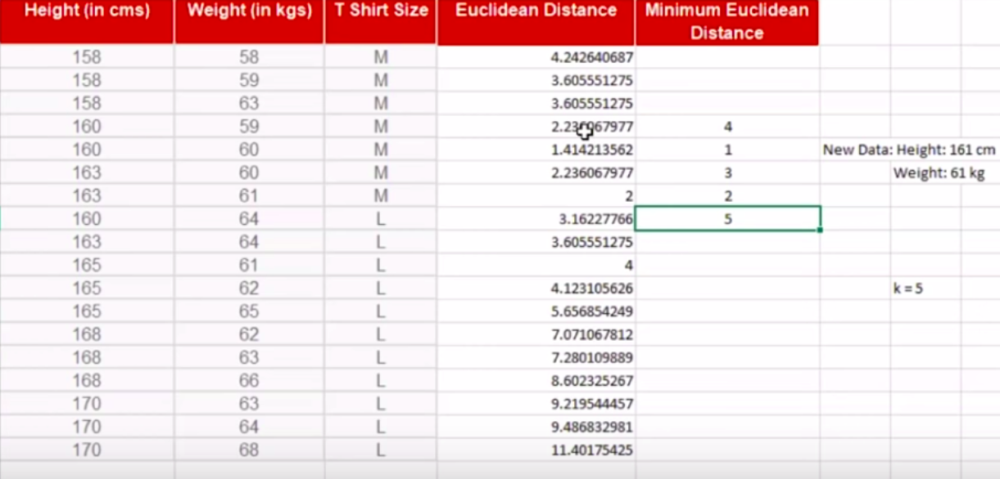 Height (in cms) Weight (in kgs) T Shirt Size Euclidean Distance Minimum Euclidean
Distance
158 58 M 4.242640687
158 59 M 3.605551275
158 63 M 3.605551275
160 59 M 2.236067977 4
160 60 M 1.414213562 1 New Data: Height: 161 cm
163 60 M 2.236067977 3 Weight: 61 kg
163 61 M 2 2
160 64 L 3.16227766 5
163 64 L 3.605551275
165 61 L 4
165 62 L 4.123105626 k = 5
165 65 L 5.656854249
168 62 L 7.071067812
168 63 L 7.280109889
168 66 L 8.602325267
170 63 L 9.219544457
170 64 L 9.486832981
170 68 L 11.40175425